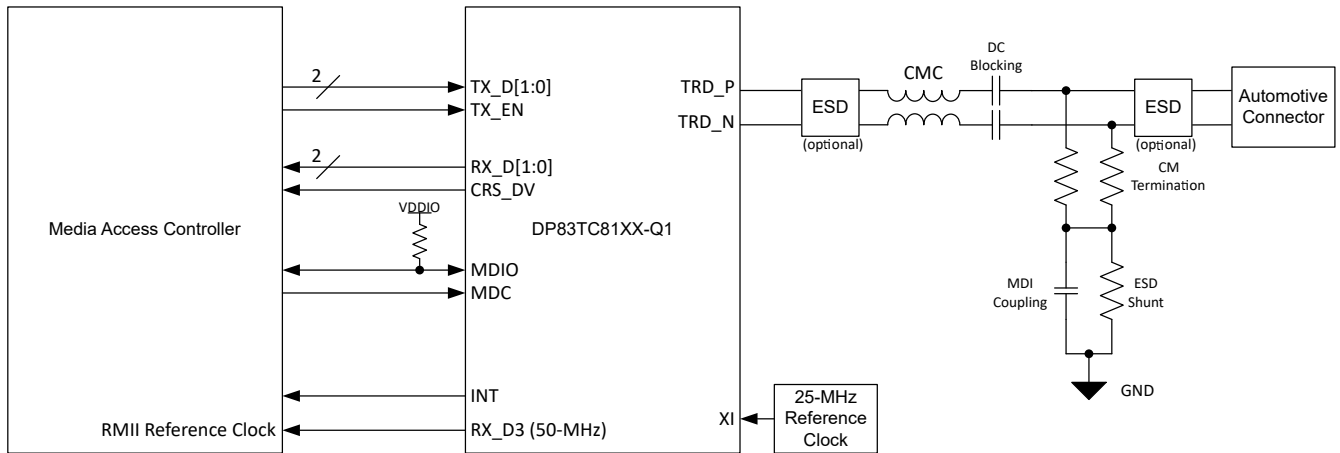 Media Access Controller
RMII Reference Clock
2
2
VDDIO
TX_D[1:0]
TX_EN
RX_D[1:0]
CRS_DV
DP83TC81XX-Q1
MDIO
MDC
INT
RX_D3 (50-MHz)
TRD_P
TRD_N
XI
25-MHz
Reference
Clock
ESD
(optional)
CMC
DC
Blocking
ESD
(optional)
Automotive
Connector
CM
Termination
MDI
Coupling
ESD
Shunt
GND